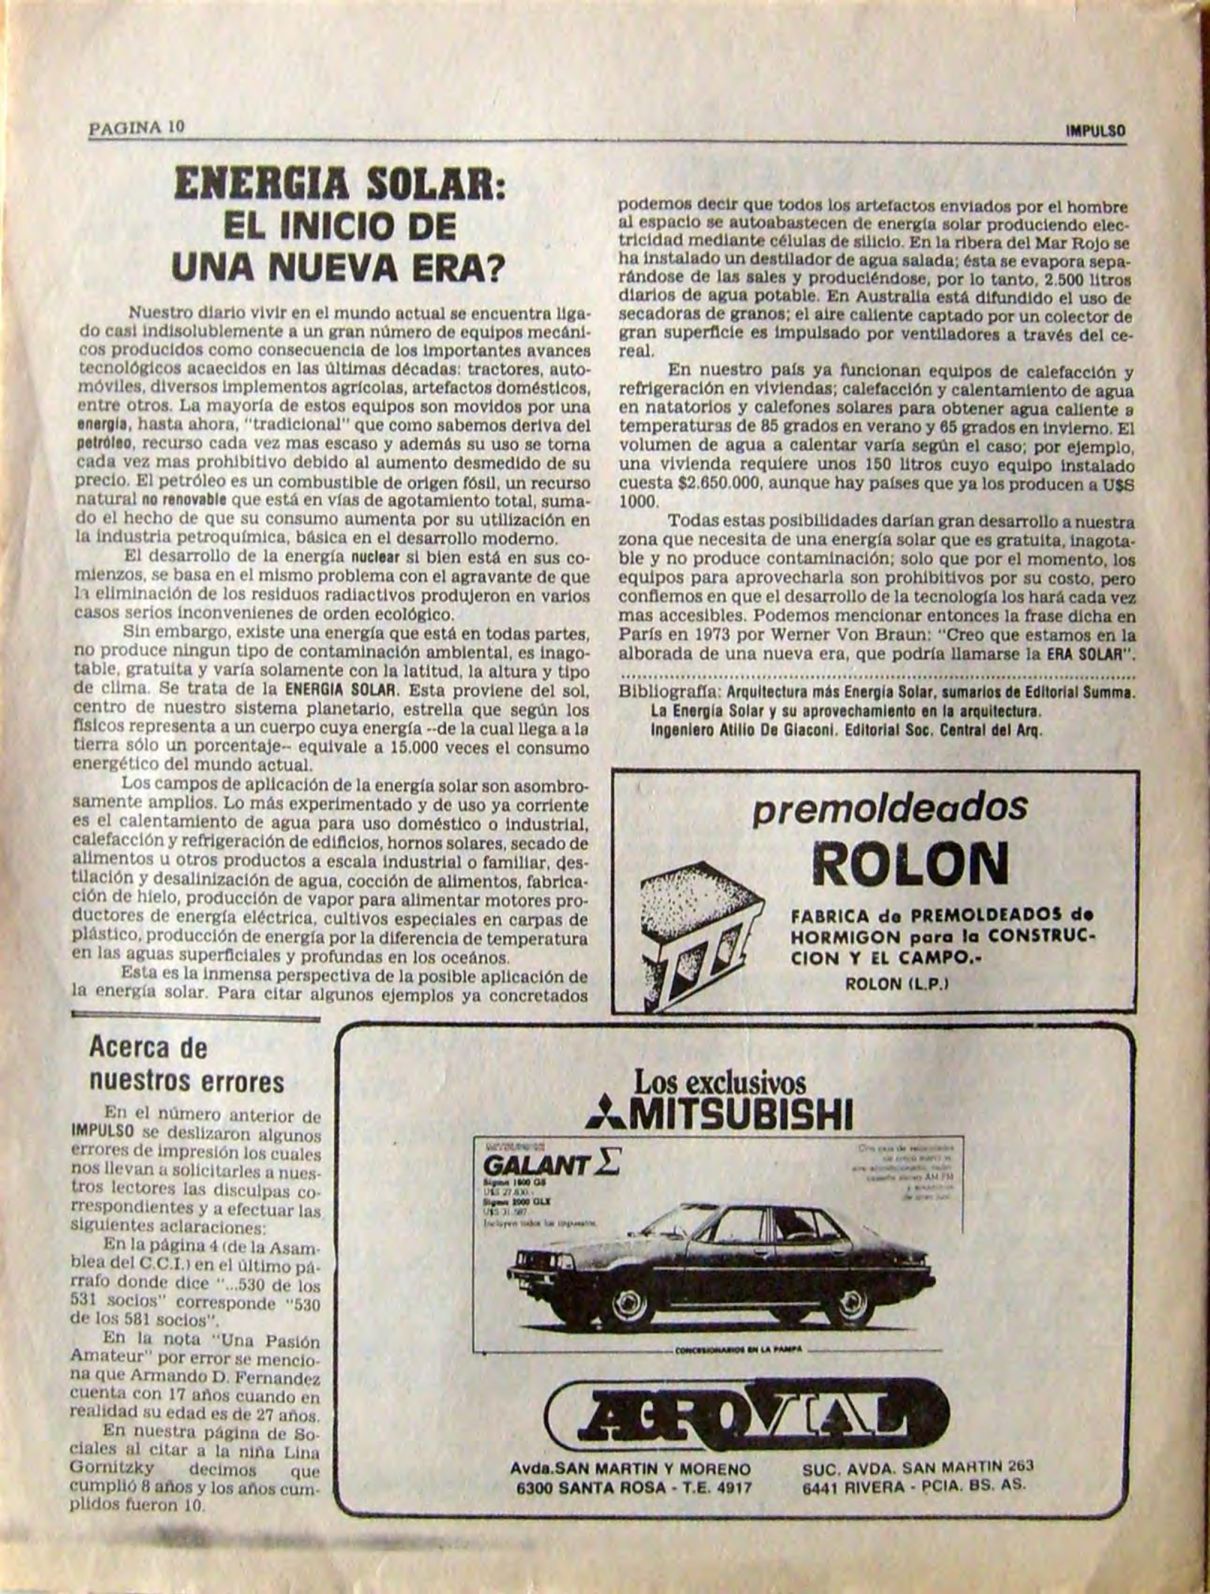 PAGINA 10
IMPULSO
ENERGIA SOLAR:
EL INICIO DE
UNA NUEVA ERA?
Nuestro diario vivir en el mundo actual se encuentra liga-
do casi indisolublemente a un gran número de equipos mecáni-
cos producidos como consecuencia de los importantes avances
tecnológicos acaecidos en las últimas décadas: tractores, auto-
móviles, diversos implementos agrícolas, artefactos domésticos,
entre otros. La mayoría de estos equipos son movidos por una
energía, hasta ahora, "tradicional" que como sabemos deriva del
petróleo, recurso cada vez mas escaso y además su uso se torna
cada vez mas prohibitivo debido al aumento desmedido de su
precio. El petróleo es un combustible de origen fósil, un recurso
natural no renovable que está en vías de agotamiento total, suma-
do el hecho de que su consumo aumenta por su utilización en
la industria petroquímica, básica en el desarrollo moderno.
El desarrollo de la energía nuclear si bien está en sus co-
mienzos, se basa en el mismo problema con el agravante de que
la eliminación de los residuos radiactivos produjeron en varios
casos serios inconvenienes de orden ecológico.
Sin embargo, existe una energía que está en todas partes,
no produce ningun tipo de contaminación ambiental, es inago-
table, gratuita y varía solamente con la latitud, la altura y tipo
de clima. Se trata de la ENERGIA SOLAR. Esta proviene del sol,
centro de nuestro sistema planetario, estrella que según los
físicos representa a un cuerpo cuya energía --de la cual llega a la
tierra sólo un porcentaje-- equivale a 15.000 veces el consumo
energético del mundo actual.
Los campos de aplicación de la energía solar son asombro-
samente amplios. Lo más experimentado y de uso ya corriente
es el calentamiento de agua para uso doméstico o industrial,
calefacción y refrigeración de edificios, hornos solares, secado de
alimentos u otros productos a escala industrial o familiar, des-
tilación y desalinización de agua, cocción de alimentos, fabrica-
ción de hielo, producción de vapor para alimentar motores pro-
ductores de energía eléctrica, cultivos especiales en carpas de
plástico, producción de energía por la diferencia de temperatura
en las aguas superficiales y profundas en los oceános.
Esta es la inmensa perspectiva de la posible aplicación de
la energía solar. Para citar algunos ejemplos ya concretados
podemos decir que todos los artefactos enviados por el hombre
al espacio se autoabastecen de energía solar produciendo elec-
tricidad mediante células de silicio. En la ribera del Mar Rojo se
ha instalado un destilador de agua salada; ésta se evapora sepa-
rándose de las sales y produciéndose, por lo tanto, 2.500 litros
diarios de agua potable. En Australia está difundido el uso de
secadoras de granos; el aire caliente captado por un colector de
gran superficie es impulsado por ventiladores a través del ce-
real.
En nuestro país ya funcionan equipos de calefacción y
refrigeración en viviendas; calefacción y calentamiento de agua
en natatorios y calefones solares para obtener agua caliente a
temperaturas de 85 grados en verano y 65 grados en invierno. El
volumen de agua a calentar varía según el caso; por ejemplo,
una vivienda requiere unos 150 litros cuyo equipo instalado
cuesta $2.650.000, aunque hay países que ya los producen a U$S
1000.
Todas estas posibilidades darían gran desarrollo a nuestra
zona que necesita de una energía solar que es gratuita, inagota-
ble y no produce contaminación; solo que por el momento, los
equipos para aprovecharla son prohibitivos por su costo, pero
confiemos en que el desarrollo de la tecnología los hará cada vez
mas accesibles. Podemos mencionar entonces la frase dicha en
París en 1973 por Werner Von Braun: "Creo que estamos en la
alborada de una nueva era, que podría llamarse la ERA SOLAR".
Bibliografía: Arquitectura más Energía Solar, sumarios de Editorial Summa.
La Energía Solar y su aprovechamiento en la arquitectura.
Ingeniero Atilio De Giaconi. Editorial Soc. Central del Arq.
premoldeados
ROLON
FABRICA de PREMOLDEADOS de
HORMIGON para la CONSTRUC-
CION Y EL CAMPO.-
ROLON (L.P.)
Acerca de
nuestros errores
En el número anterior de
IMPULSO se deslizaron algunos
errores de impresión los cuales
nos llevan a solicitarles a nues-
tros lectores las disculpas co-
rrespondientes y a efectuar las
siguientes aclaraciones:
En la página 4 (de la Asam-
blea del C.C.I.) en el último pá-
rrafo donde dice "...530 de los
531 socios" corresponde "530
de los 581 socios".
En la nota "Una Pasión
Amateur" por error se mencio-
na que Armando D. Fernandez
cuenta con 17 años cuando en
realidad su edad es de 27 años.
En nuestra página de So-
ciales al citar a la niña Lina
Gornitzky decimos que
cumplió 8 años y los años cum-
plidos fueron 10.
Los exclusivos
MITSUBISHI
GALANT Σ
Sigma 1600 GS
Sigma 2000 GLX
Incluyen todos los impuestos.
CONCESIONARIOS EN LA PAMPA
AGROVIAL
Avda.SAN MARTIN Y MORENO
6300 SANTA ROSA - T.E. 4917
SUC. AVDA. SAN MARTIN 263
6441 RIVERA - PCIA. BS. AS.